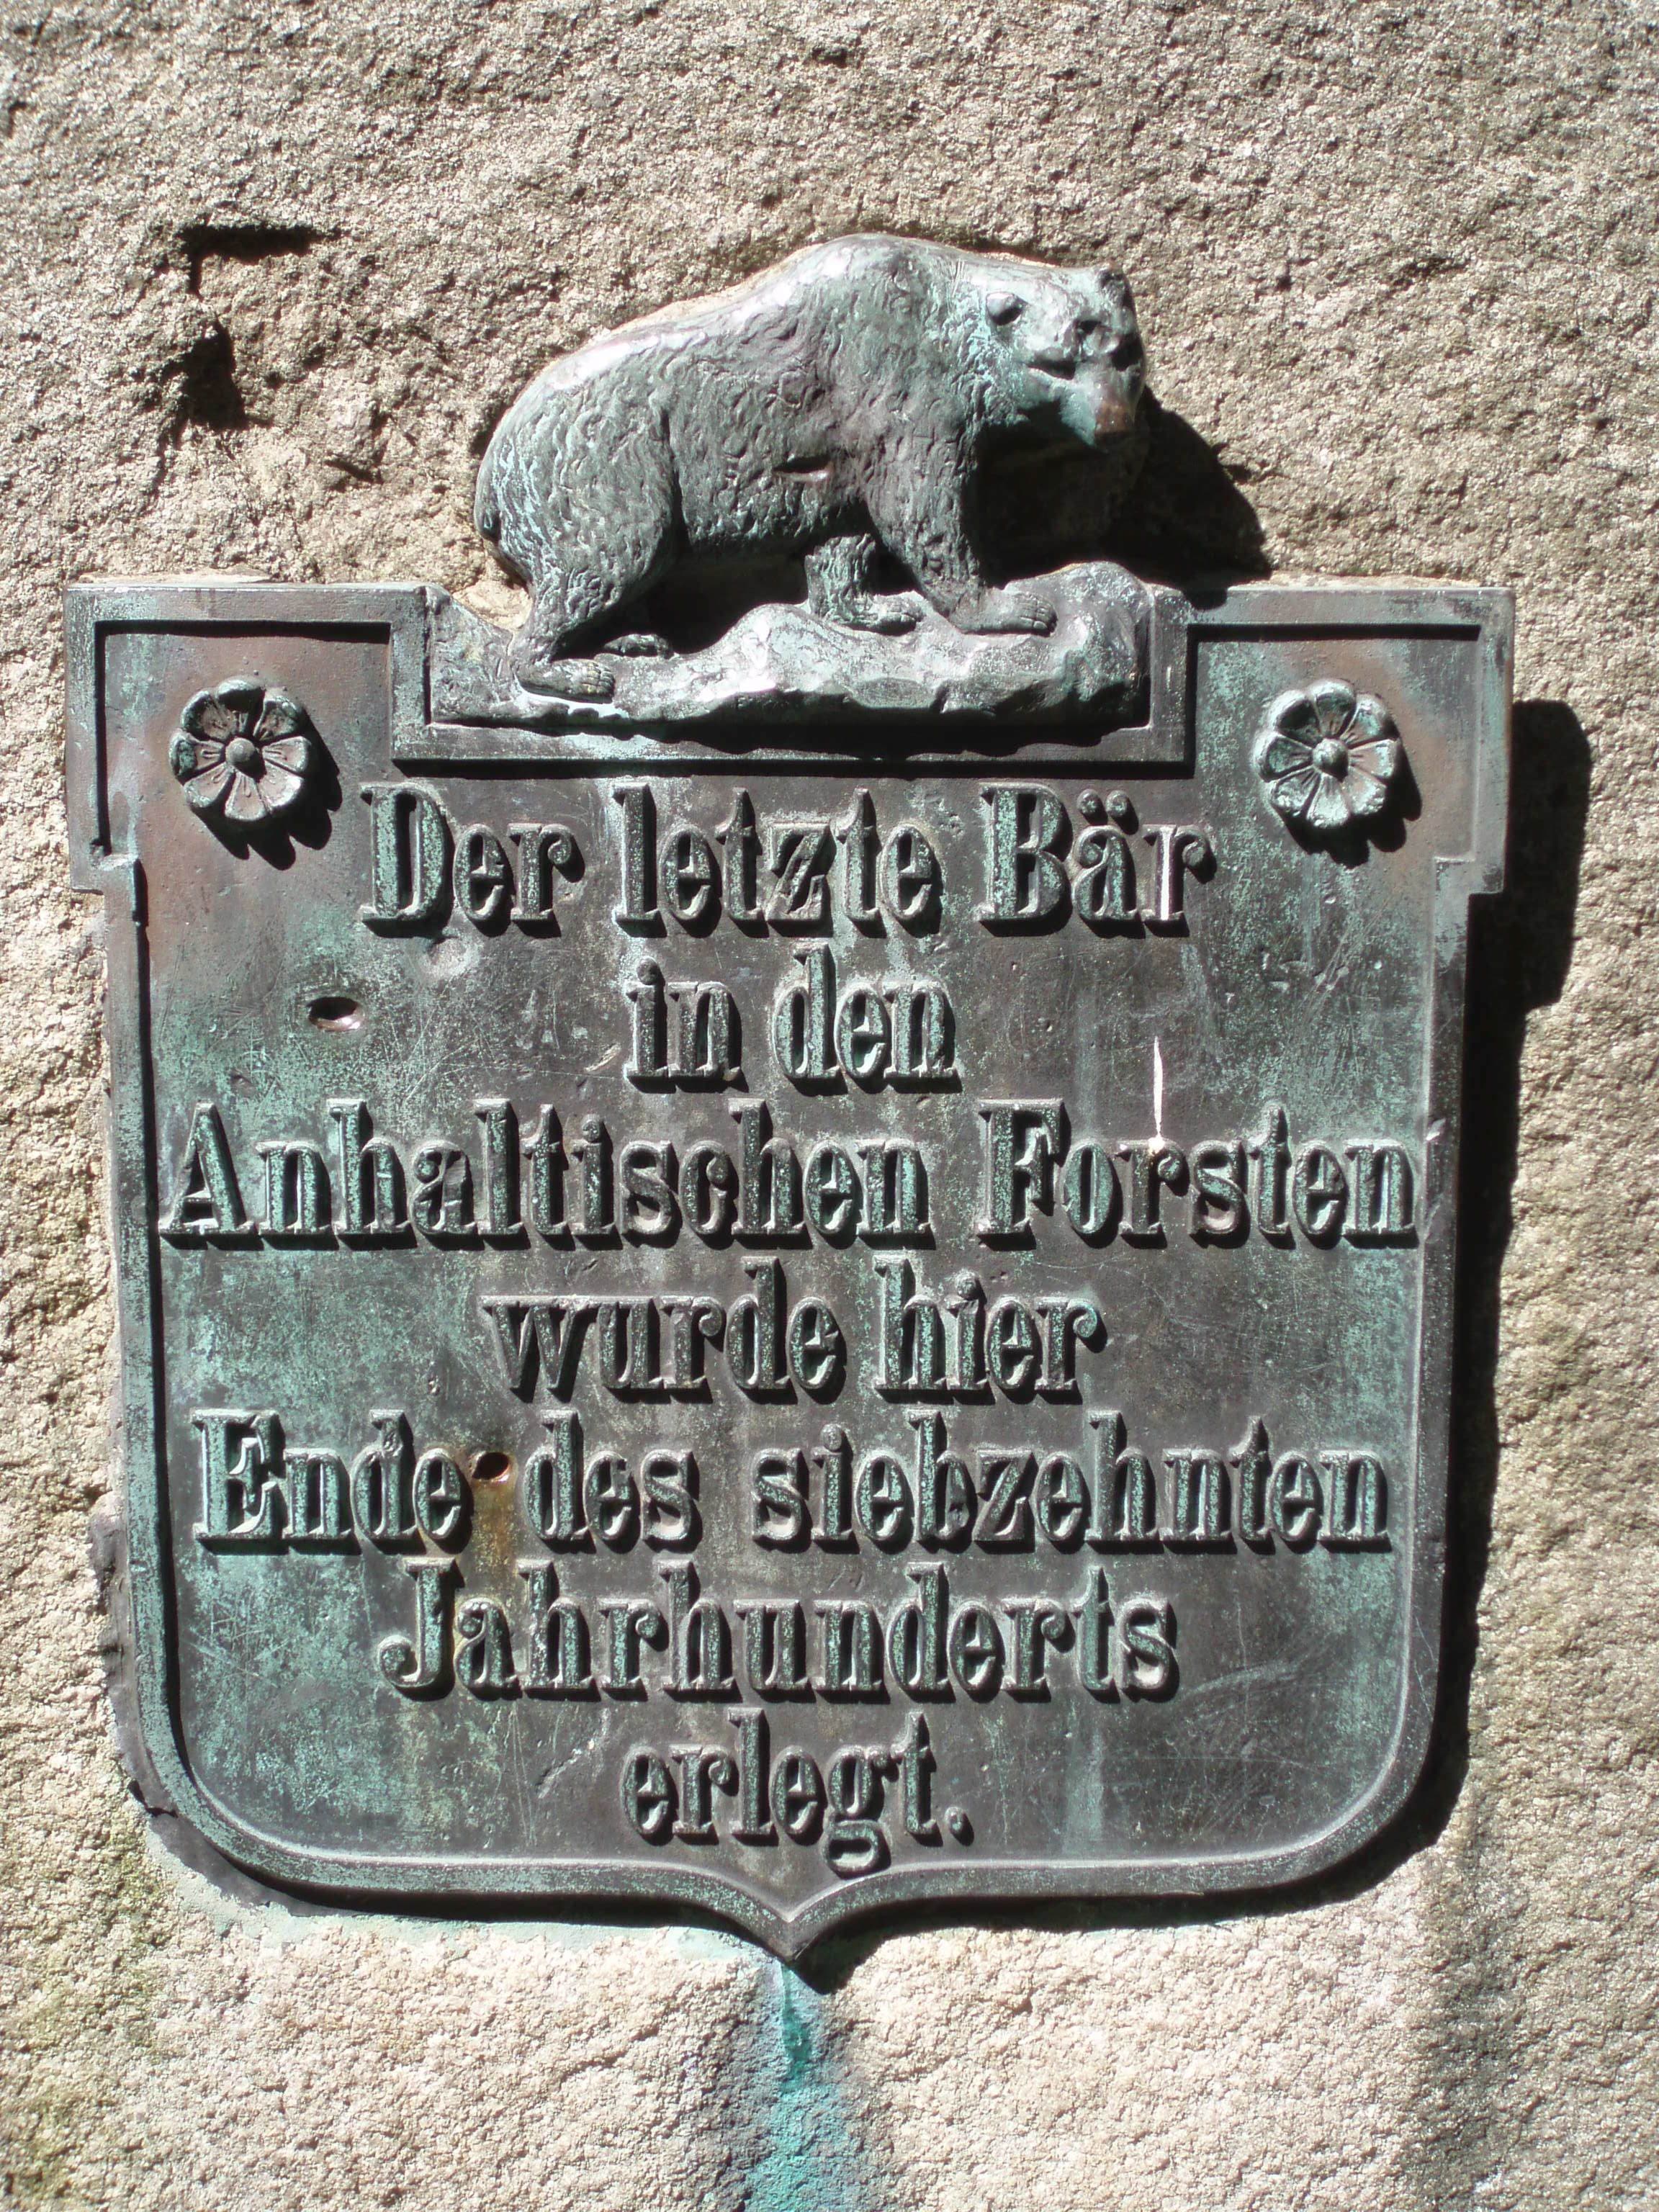 Der letzte Bär
in den
Anhaltischen Forsten
wurde hier
Ende des siebzehnten
Jahrhunderts
erlegt.